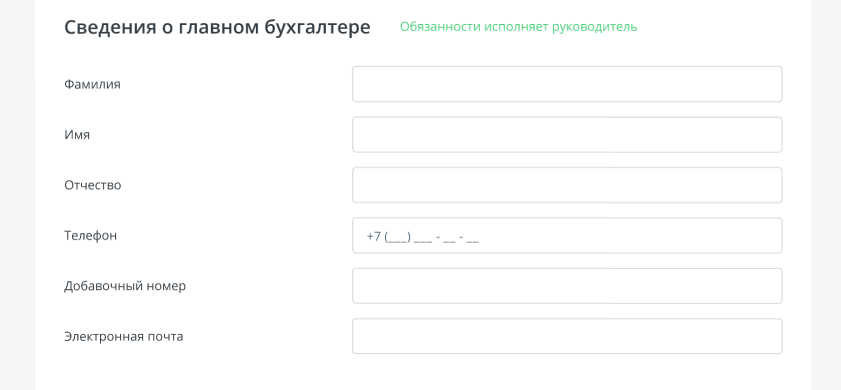 Сведения о главном бухгалтере Обязанности исполняет руководитель
Фамилия
Имя
Отчество
Телефон +7 (___) ___ - __ - __
Добавочный номер
Электронная почта